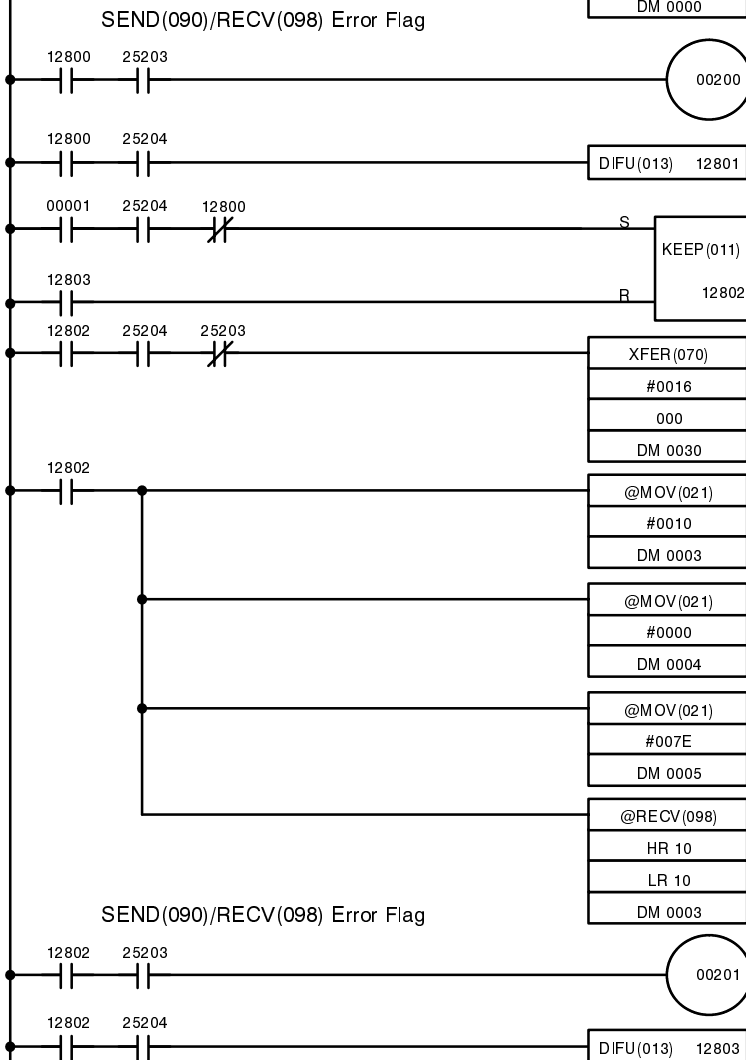 DM 0000
SEND(090)/RECV(098) Error Flag
12800 25203
00200
12800 25204
DIFU(013) 12801
00001 25204 12800
S
KEEP(011)
12803
R
12802
12802 25204 25203
XFER(070)
#0016
000
DM 0030
12802
@MOV(021)
#0010
DM 0003
@MOV(021)
#0000
DM 0004
@MOV(021)
#007E
DM 0005
@RECV(098)
HR 10
LR 10
DM 0003
SEND(090)/RECV(098) Error Flag
12802 25203
00201
12802 25204
DIFU(013) 12803